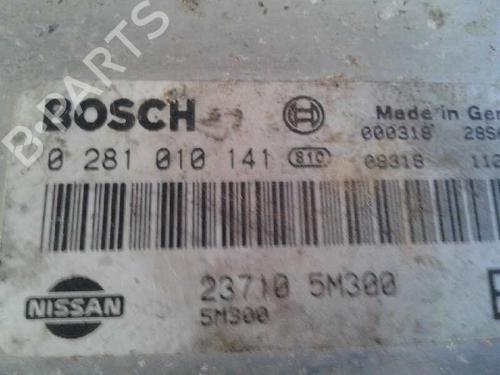 B-PARTS
BOSCH
Made in Ger
000318
0 281 010 141 810 09318
NISSAN
23710 5M300
5M300